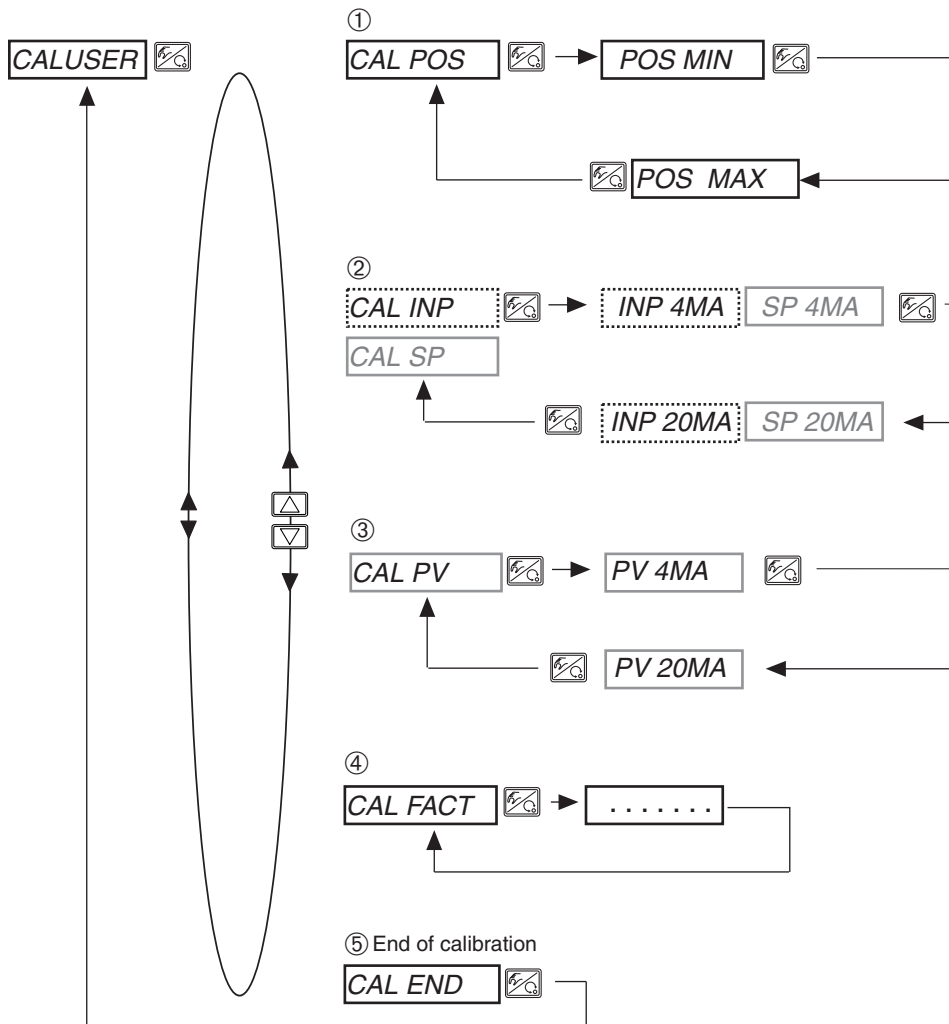 ①
CALUSER
CAL POS
POS MIN
POS  MAX
②
CAL INP
INP 4MA
SP 4MA
CAL SP
INP 20MA
SP 20MA
③
CAL PV
PV 4MA
PV 20MA
④
CAL FACT
. . . . . . .
⑤ End of calibration
CAL END